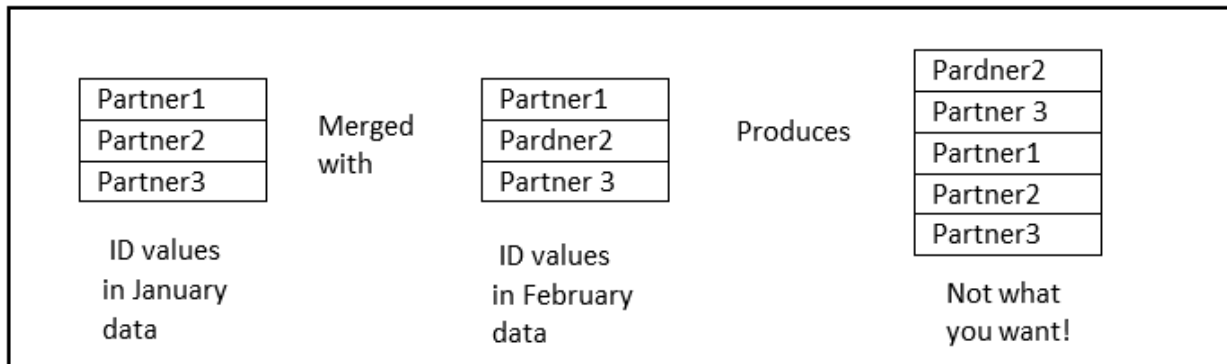 Partner1
Partner2
Partner3
ID values
in January
data
Merged
with
Partner1
Pardner2
Partner 3
ID values
in February
data
Produces
Pardner2
Partner 3
Partner1
Partner2
Partner3
Not what
you want!